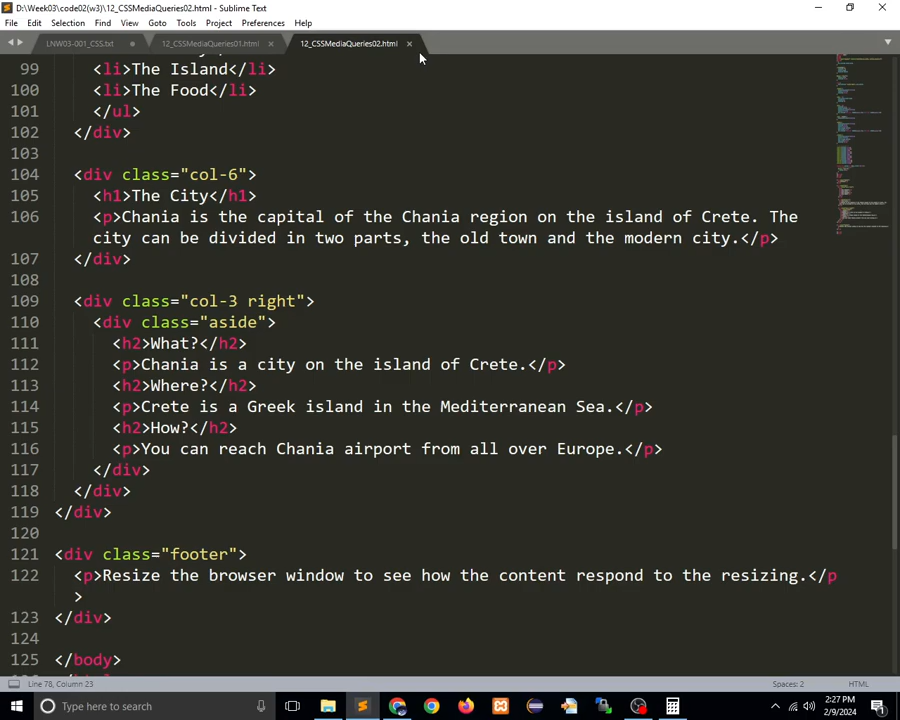 D:\Week03\code02(w3)\12_CSSMediaQueries02.html - Sublime Text
File Edit Selection Find View Goto Tools Project Preferences Help
LNW03-001_CSS.txt 12_CSSMediaQueries01.html 12_CSSMediaQueries02.html
99 <li>The Island</li>
100 <li>The Food</li>
101 </ul>
102 </div>
103
104 <div class="col-6">
105 <h1>The City</h1>
106 <p>Chania is the capital of the Chania region on the island of Crete. The
city can be divided in two parts, the old town and the modern city.</p>
107 </div>
108
109 <div class="col-3 right">
110 <div class="aside">
111 <h2>What?</h2>
112 <p>Chania is a city on the island of Crete.</p>
113 <h2>Where?</h2>
114 <p>Crete is a Greek island in the Mediterranean Sea.</p>
115 <h2>How?</h2>
116 <p>You can reach Chania airport from all over Europe.</p>
117 </div>
118 </div>
119 </div>
120
121 <div class="footer">
122 <p>Resize the browser window to see how the content respond to the resizing.</p
>
123 </div>
124
125 </body>
Line 78, Column 23 Spaces: 2 HTML
Type here to search 2:27 PM
2/9/2024